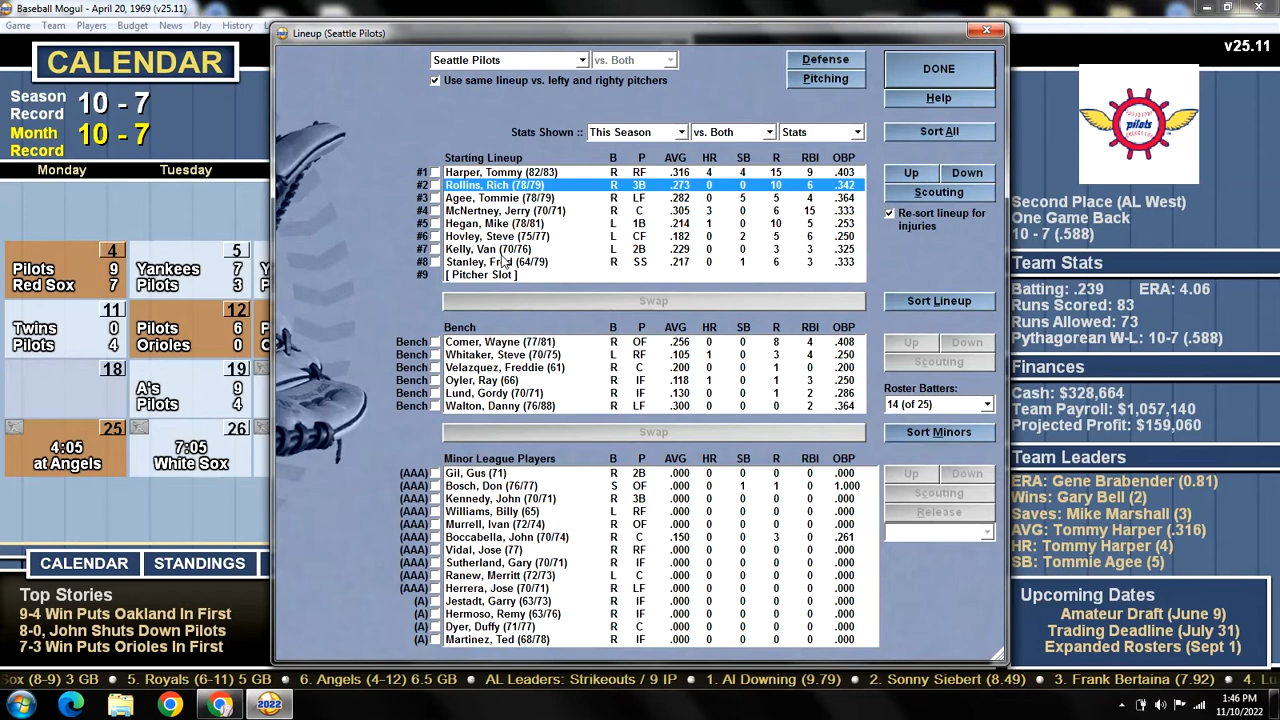 Baseball Mogul - April 20, 1969 (v25.11)
Game Team Players Budget News Play History
Lineup (Seattle Pilots)
CALENDAR
v25.11
Season Record 10 - 7
Month Record 10 - 7
Monday Tuesday
4 5
Pilots 9 Yankees 7
Red Sox 7 Pilots 3
11 12
Twins 0 Pilots 6
Pilots 4 Orioles 0
18 19
A's 9
Pilots 4
25 26
4:05 7:05
at Angels White Sox
CALENDAR STANDINGS
Top Stories
9-4 Win Puts Oakland In First
8-0, John Shuts Down Pilots
7-3 Win Puts Orioles In First
Seattle Pilots vs. Both
Use same lineup vs. lefty and righty pitchers
Defense
Pitching
DONE
Help
Stats Shown :: This Season vs. Both Stats
Sort All
Starting Lineup B P AVG HR SB R RBI OBP
#1 Harper, Tommy (82/83) R RF .316 4 4 15 9 .403
#2 Rollins, Rich (78/79) R 3B .273 0 0 10 6 .342
#3 Agee, Tommie (78/79) R LF .282 0 5 5 4 .364
#4 McNertney, Jerry (70/71) R C .305 3 0 6 15 .333
#5 Hegan, Mike (78/81) L 1B .214 1 0 10 5 .253
#6 Hovley, Steve (75/77) L CF .182 0 2 5 6 .250
#7 Kelly, Van (70/76) L 2B .229 0 0 3 3 .325
#8 Stanley, Fred (64/79) R SS .217 0 1 6 3 .333
#9 [ Pitcher Slot ]
Up Down
Scouting
Re-sort lineup for injuries
Swap
Sort Lineup
Bench B P AVG HR SB R RBI OBP
Bench Comer, Wayne (77/81) R OF .256 0 0 8 4 .408
Bench Whitaker, Steve (70/75) L RF .105 1 0 3 4 .250
Bench Velazquez, Freddie (61) R C .200 0 0 1 0 .200
Bench Oyler, Ray (66) R IF .118 1 0 1 3 .250
Bench Lund, Gordy (70/71) R IF .130 0 0 1 2 .286
Bench Walton, Danny (76/88) R LF .300 0 0 0 2 .364
Up Down
Scouting
Roster Batters:
14 (of 25)
Swap
Sort Minors
Minor League Players B P AVG HR SB R RBI OBP
(AAA) Gil, Gus (71) R 2B .000 0 0 0 0 .000
(AAA) Bosch, Don (76/77) S OF .000 0 1 1 0 1.000
(AAA) Kennedy, John (70/71) R 3B .000 0 0 0 0 .000
(AAA) Williams, Billy (65) L RF .000 0 0 0 0 .000
(AAA) Murrell, Ivan (72/74) R OF .000 0 0 0 0 .000
(AAA) Boccabella, John (70/74) R C .150 0 0 3 0 .261
(AAA) Vidal, Jose (77) R RF .000 0 0 0 0 .000
(AAA) Sutherland, Gary (70/71) R IF .000 0 0 0 0 .000
(AAA) Ranew, Merritt (72/73) L C .000 0 0 0 0 .000
(AAA) Herrera, Jose (70/71) R LF .000 0 0 0 0 .000
(A) Jestadt, Garry (63/73) R IF .000 0 0 0 0 .000
(A) Hermoso, Remy (63/76) R IF .000 0 0 0 0 .000
(A) Dyer, Duffy (71/77) R C .000 0 0 0 0 .000
(A) Martinez, Ted (68/78) R IF .000 0 0 0 0 .000
Up Down
Scouting
Release
pilots
Second Place (AL West)
One Game Back
10 - 7 (.588)
Team Stats
Batting: .239 ERA: 4.06
Runs Scored: 83
Runs Allowed: 73
Pythagorean W-L: 10-7 (.588)
Finances
Cash: $328,664
Team Payroll: $1,057,140
Projected Profit: $159,060
Team Leaders
ERA: Gene Brabender (0.81)
Wins: Gary Bell (2)
Saves: Mike Marshall (3)
AVG: Tommy Harper (.316)
HR: Tommy Harper (4)
SB: Tommie Agee (5)
Upcoming Dates
Amateur Draft (June 9)
Trading Deadline (July 31)
Expanded Rosters (Sept 1)
Sox (8-9) 3 GB 5. Royals (6-11) 5 GB 6. Angels (4-12) 6.5 GB AL Leaders: Strikeouts / 9 IP 1. Al Downing (9.79) 2. Sonny Siebert (8.49) 3. Frank Bertaina (7.92) 4. L
2022
1:46 PM
11/10/2022